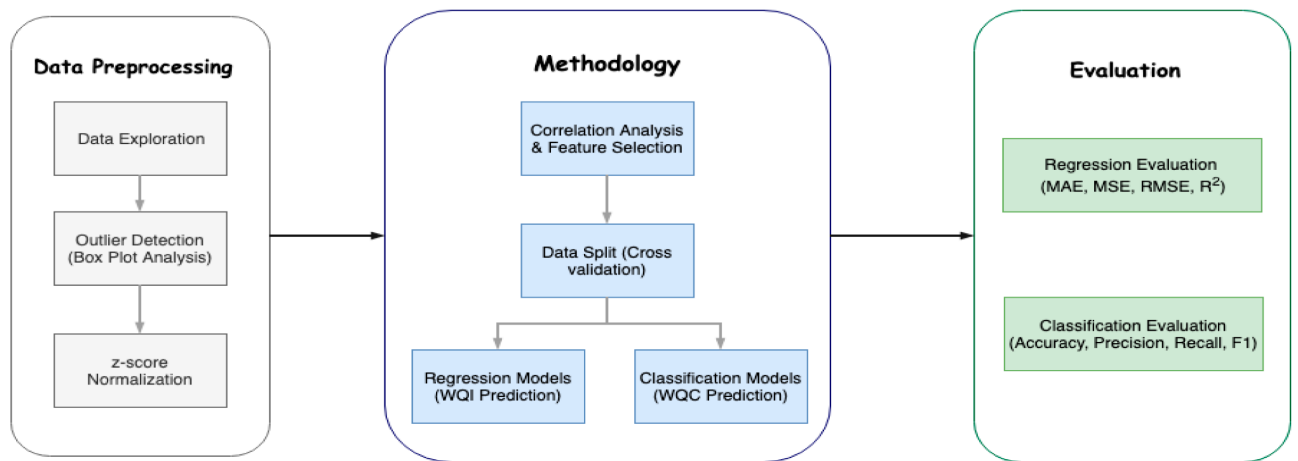 Data Preprocessing
Data Exploration
Outlier Detection
(Box Plot Analysis)
z-score
Normalization
Methodology
Correlation Analysis
& Feature Selection
Data Split (Cross
validation)
Regression Models
(WQI Prediction)
Classification Models
(WQC Prediction)
Evaluation
Regression Evaluation
(MAE, MSE, RMSE, R²)
Classification Evaluation
(Accuracy, Precision, Recall, F1)